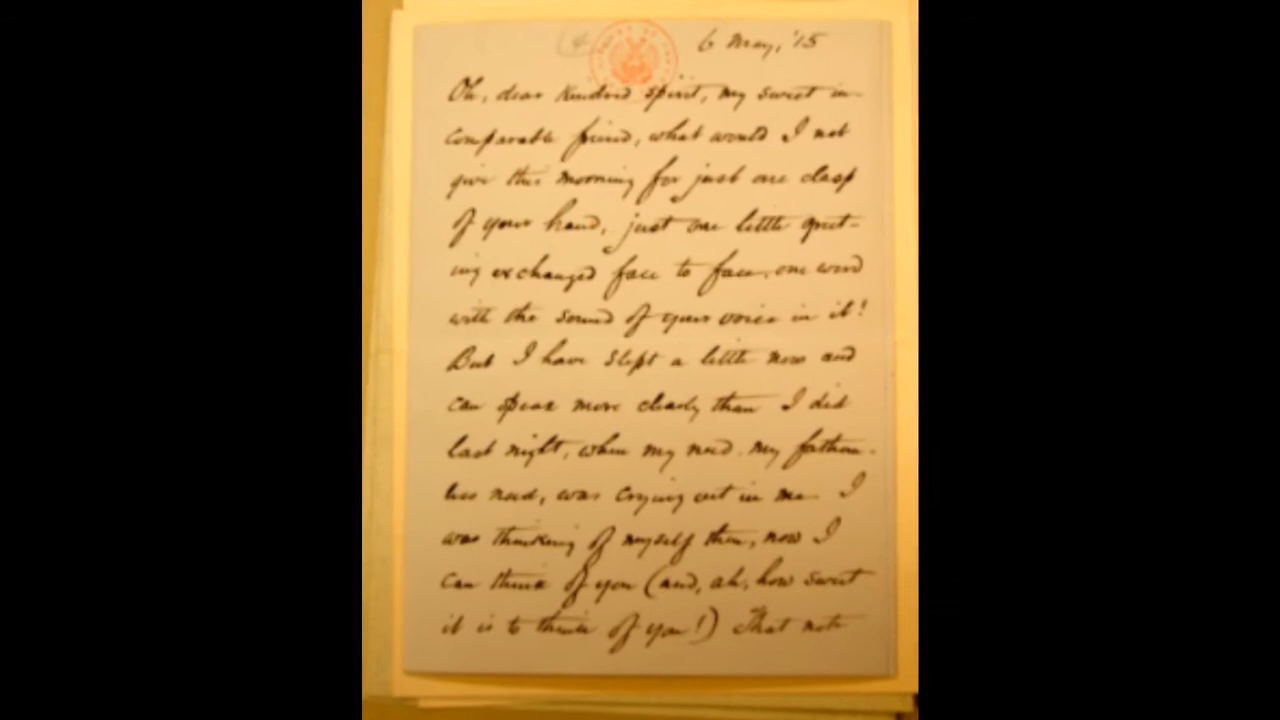 6 May, '15
Oh, dear kindred spirit, my sweet in-
comparable friend, what would I not
give this morning for just one clasp
of your hand, just one little greet-
ing exchanged face to face, one word
with the sound of your voice in it!
But I have slept a little now and
can speak more clearly than I did
last night, when my need, my fathom-
less need, was crying out in me. I
was thinking of myself then, now I
can think of you (and, ah, how sweet
it is to think of you!) That note